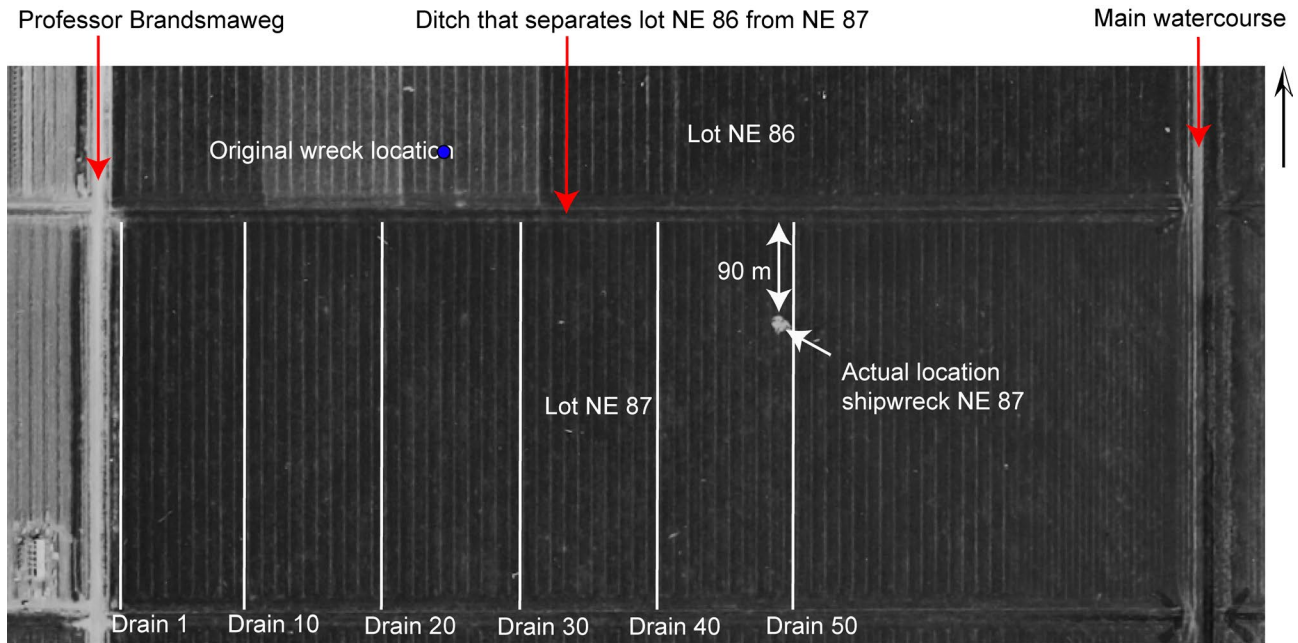 Professor Brandsmaweg
Ditch that separates lot NE 86 from NE 87
Main watercourse
Original wreck location
Lot NE 86
90 m
Actual location
shipwreck NE 87
Lot NE 87
Drain 1
Drain 10
Drain 20
Drain 30
Drain 40
Drain 50